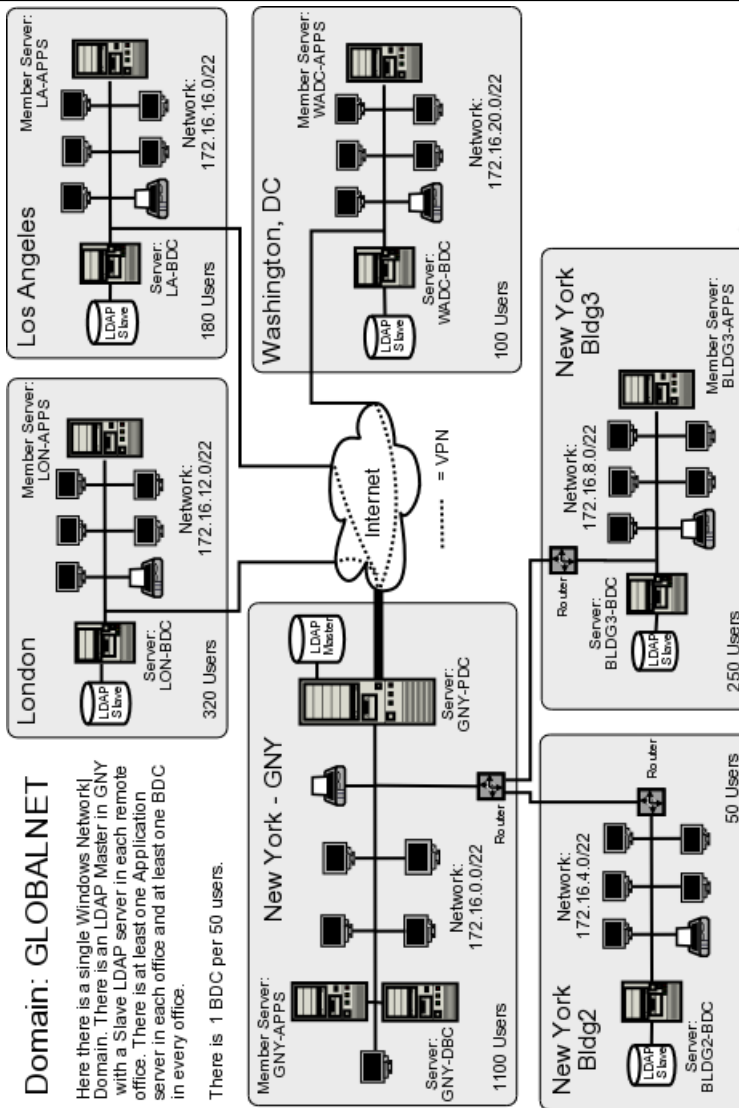 Domain: GLOBALNET
Here there is a single Windows Network|
Domain. There is an LDAP Master in GNY
with a Slave LDAP server in each remote
office. There is at least one Application
server in each office and at least one BDC
in every office.
There is 1 BDC per 50 users.
London
Member Server:
LON-APPS
LDAP
Slave
Server:
LON-BDC
Network:
172.16.12.0/22
320 Users
Los Angeles
Member Server:
LA-APPS
LDAP
Slave
Server:
LA-BDC
Network:
172.16.16.0/22
180 Users
New York - GNY
Member Server:
GNY-APPS
LDAP
Master
Server:
GNY-DBC
Network:
172.16.0.0/22
Router
Server:
GNY-PDC
1100 Users
Internet
= VPN
Washington, DC
Member Server:
WADC-APPS
LDAP
Slave
Server:
WADC-BDC
Network:
172.16.20.0/22
100 Users
New York
Bldg2
Network:
172.16.4.0/22
Router
LDAP
Slave
Server:
BLDG2-BDC
50 Users
Router
New York
Bldg3
Network:
172.16.8.0/22
Server:
BLDG3-BDC
LDAP
Slave
Member Server:
BLDG3-APPS
250 Users